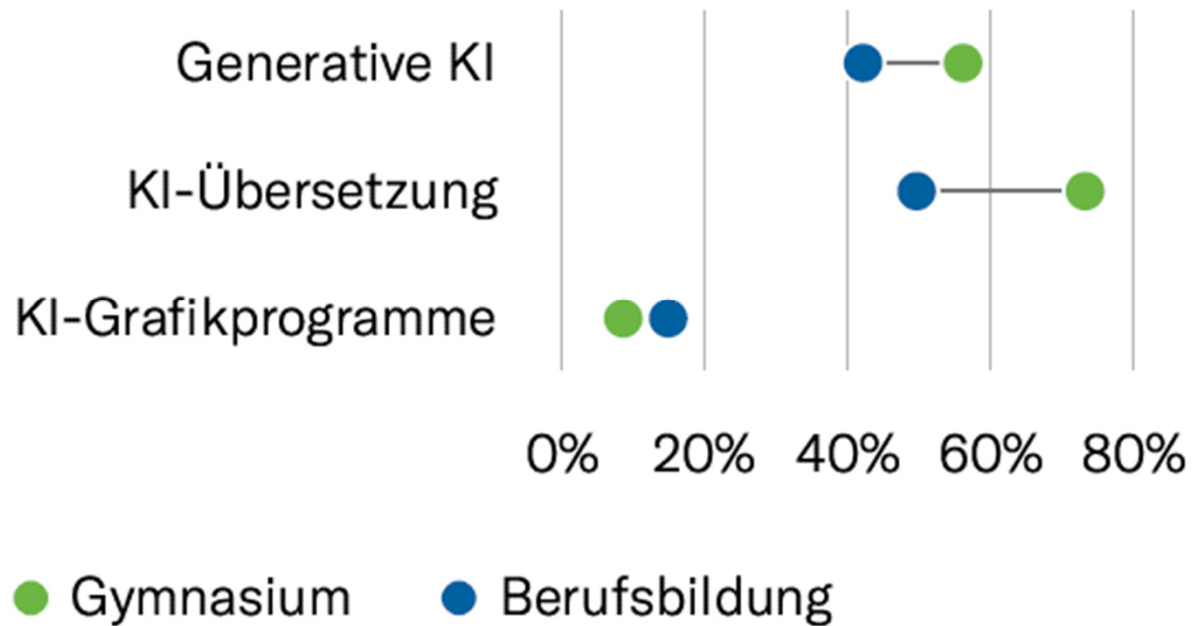 Generative KI
KI-Übersetzung
KI-Grafikprogramme
0% 20% 40% 60% 80%
Gymnasium Berufsbildung